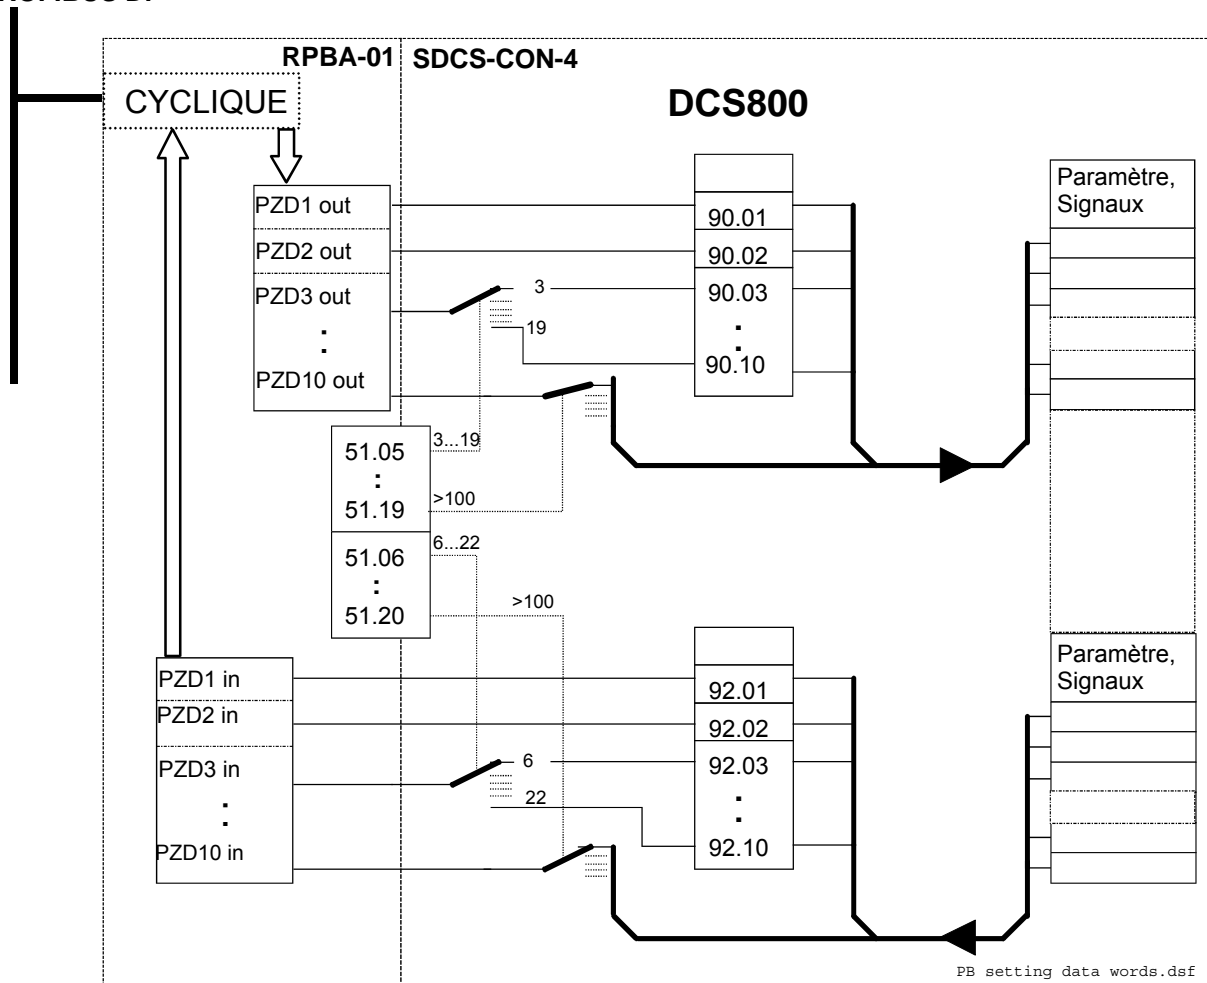 RPBA-01
SDCS-CON-4
CYCLIQUE
DCS800
PZD1 out
PZD2 out
PZD3 out
:
PZD10 out
3
19
90.01
90.02
90.03
:
90.10
Paramètre,
Signaux
51.05
:
51.19
51.06
:
51.20
3...19
>100
6...22
>100
PZD1 in
PZD2 in
PZD3 in
:
PZD10 in
6
22
92.01
92.02
92.03
:
92.10
Paramètre,
Signaux
PB setting data words.dsf